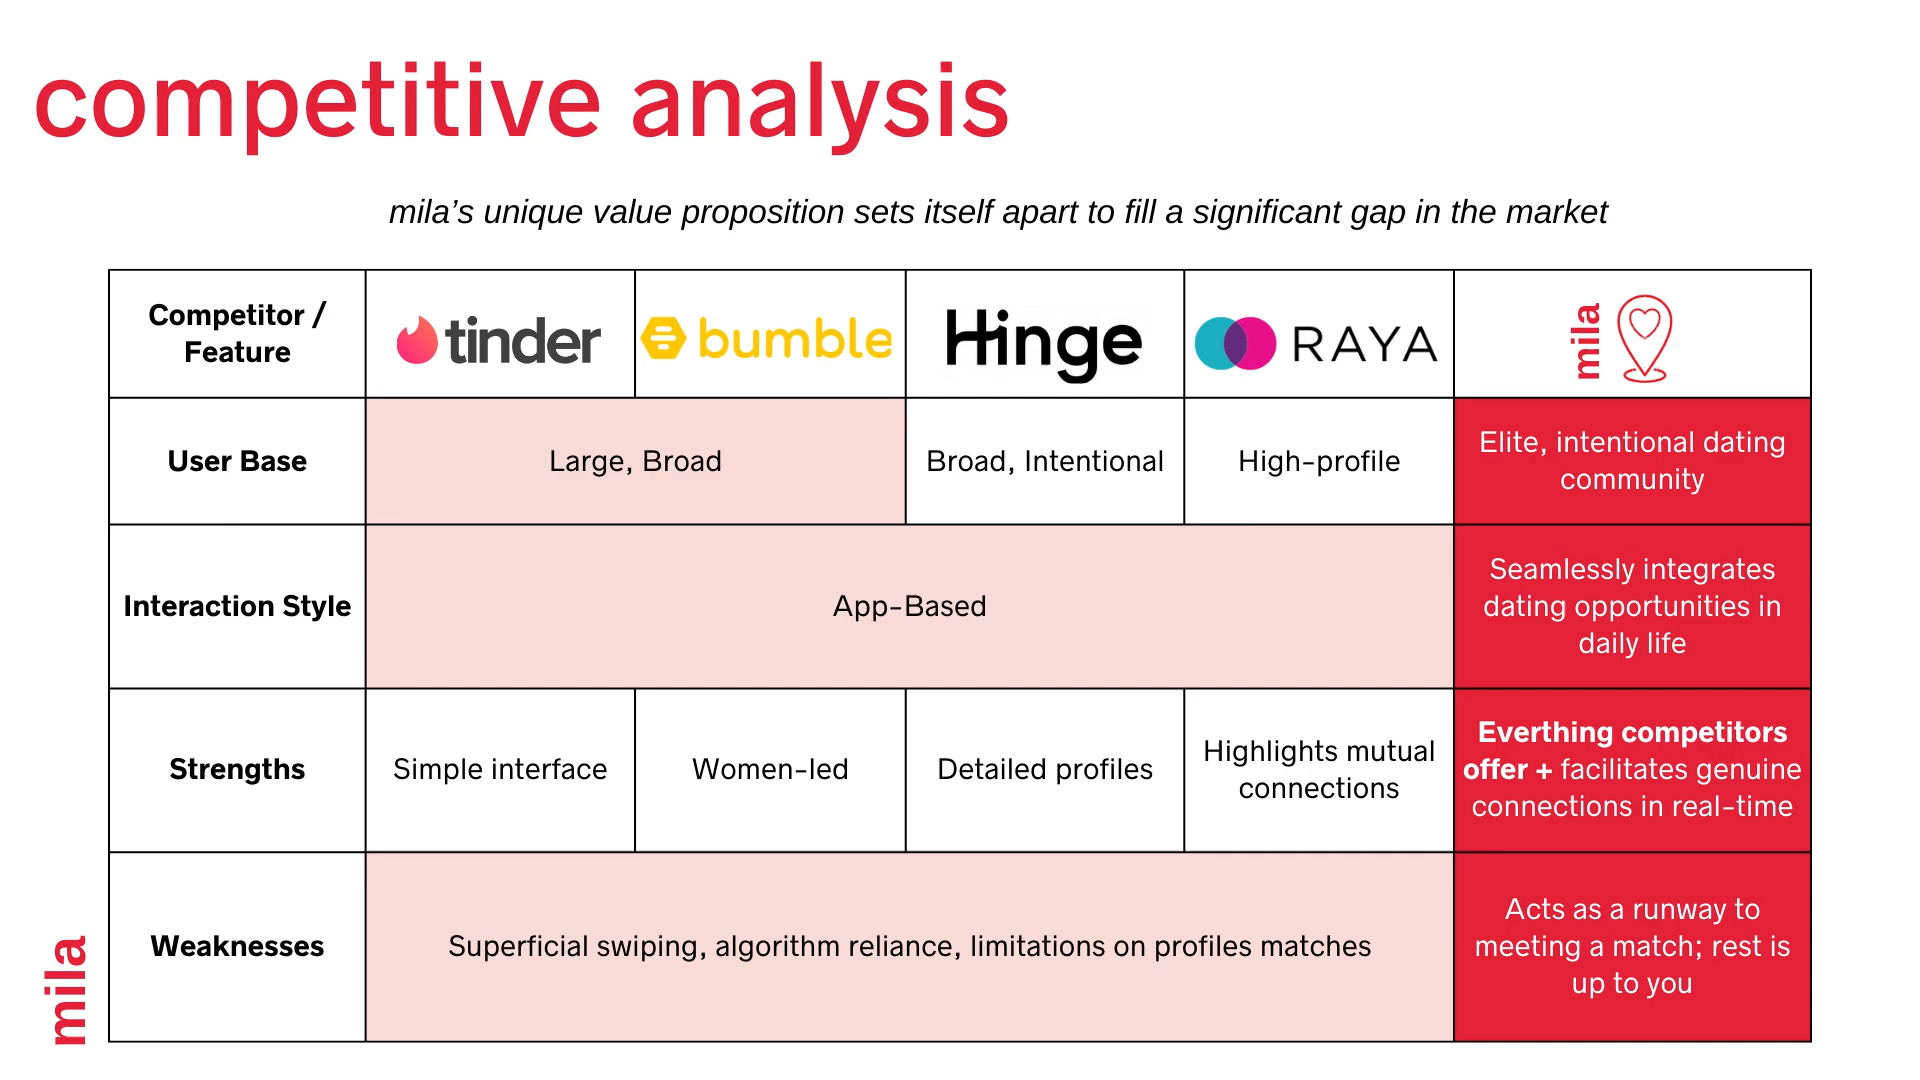 competitive analysis
mila’s unique value proposition sets itself apart to fill a significant gap in the market
Competitor /
Feature
tinder
bumble
Hinge
RAYA
mila
User Base
Large, Broad
Broad, Intentional
High-profile
Elite, intentional dating
community
Interaction Style
App-Based
Seamlessly integrates
dating opportunities in
daily life
Strengths
Simple interface
Women-led
Detailed profiles
Highlights mutual
connections
Everthing competitors
offer + facilitates genuine
connections in real-time
Weaknesses
Superficial swiping, algorithm reliance, limitations on profiles matches
Acts as a runway to
meeting a match; rest is
up to you
mila